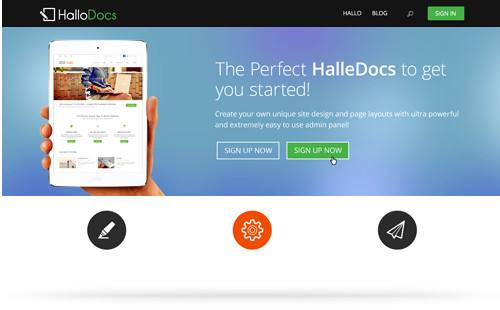 HalloDocs
HALLO BLOG SIGN IN
The Perfect HalleDocs to get
you started!
Create your own unique site design and page layouts with ultra powerful
and extremely easy to use admin panel!
SIGN UP NOW SIGN UP NOW